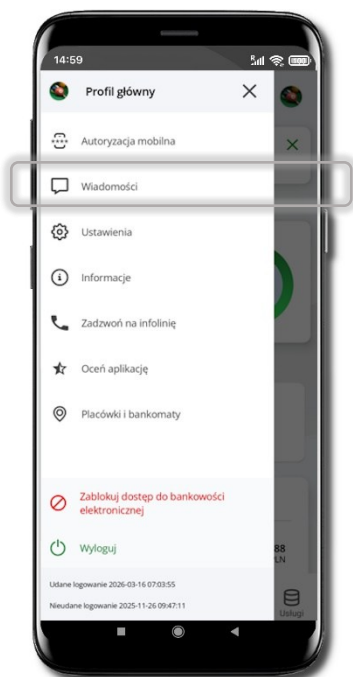 14:59
Profil główny
Autoryzacja mobilna
Wiadomości
Ustawienia
Informacje
Zadzwoń na infolinię
Oceń aplikację
Placówki i bankomaty
Zablokuj dostęp do bankowości
elektronicznej
Wyloguj
88
PLN
Usługi
Udane logowanie 2026-03-16 07:03:55
Nieudane logowanie 2025-11-26 09:47:11